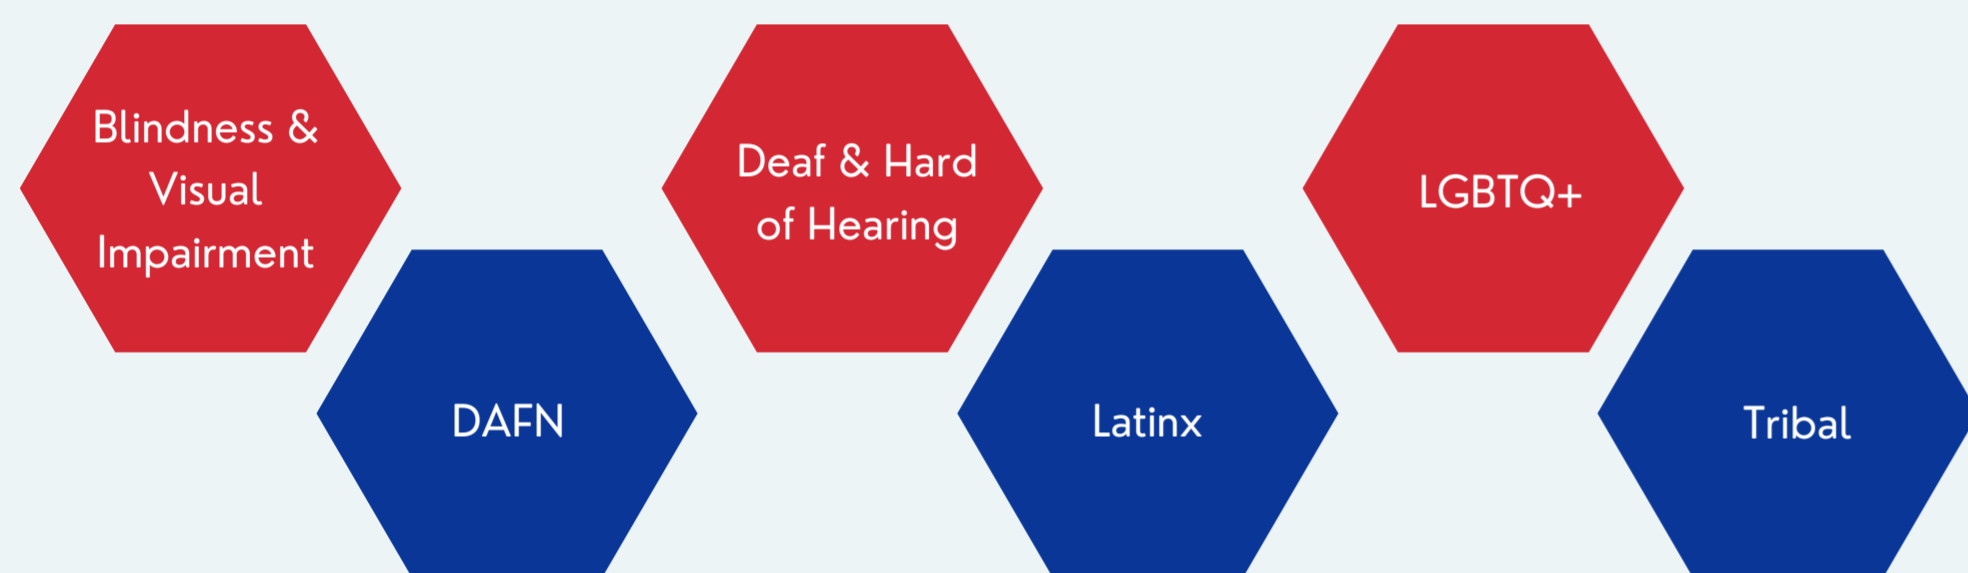 Blindness &
Visual
Impairment
DAFN
Deaf & Hard
of Hearing
Latinx
LGBTQ+
Tribal